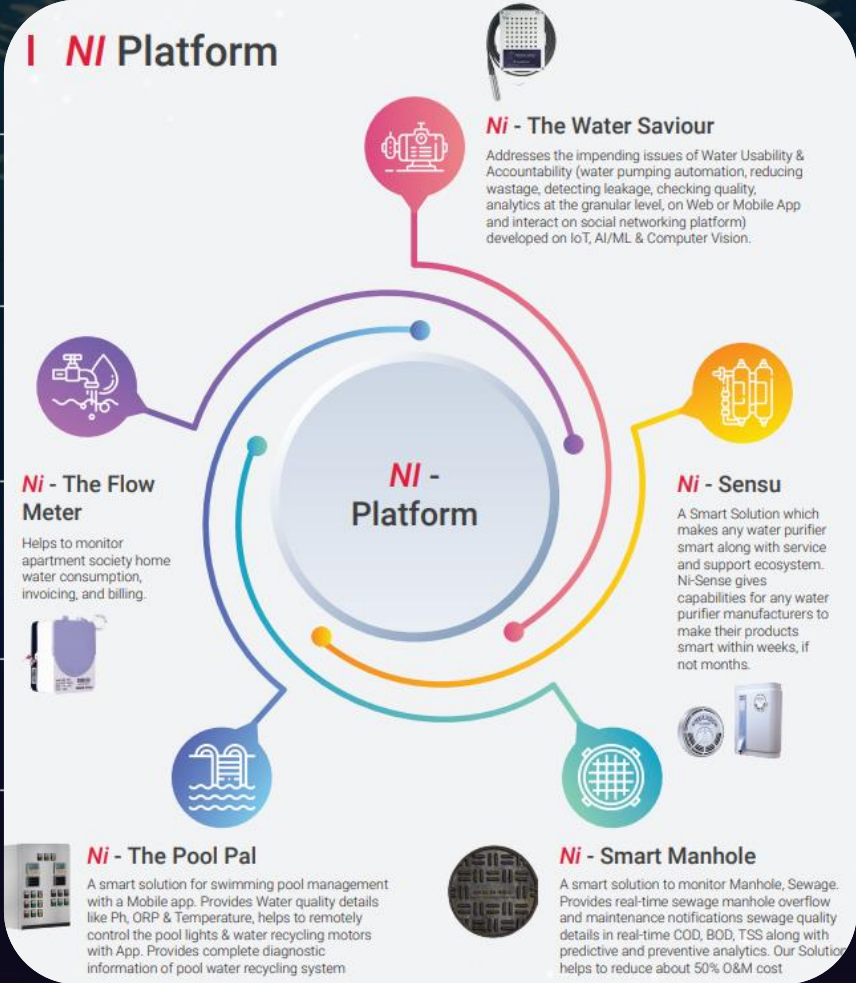 NI Platform
Ni - The Water Saviour
Addresses the impending issues of Water Usability &
Accountability (water pumping automation, reducing
wastage, detecting leakage, checking quality,
analytics at the granular level, on Web or Mobile App
and interact on social networking platform)
developed on IoT, AI/ML & Computer Vision.
Ni - The Flow
Meter
Helps to monitor
apartment society home
water consumption,
invoicing, and billing.
NI -
Platform
Ni - Sensu
A Smart Solution which
makes any water purifier
smart along with service
and support ecosystem.
Ni-Sense gives
capabilities for any water
purifier manufacturers to
make their products
smart within weeks, if
not months.
Ni - The Pool Pal
A smart solution for swimming pool management
with a Mobile app. Provides Water quality details
like Ph, ORP & Temperature, helps to remotely
control the pool lights & water recycling motors
with App. Provides complete diagnostic
information of pool water recycling system
Ni - Smart Manhole
A smart solution to monitor Manhole, Sewage.
Provides real-time sewage manhole overflow
and maintenance notifications sewage quality
details in real-time COD, BOD, TSS along with
predictive and preventive analytics. Our Solution
helps to reduce about 50% O&M cost